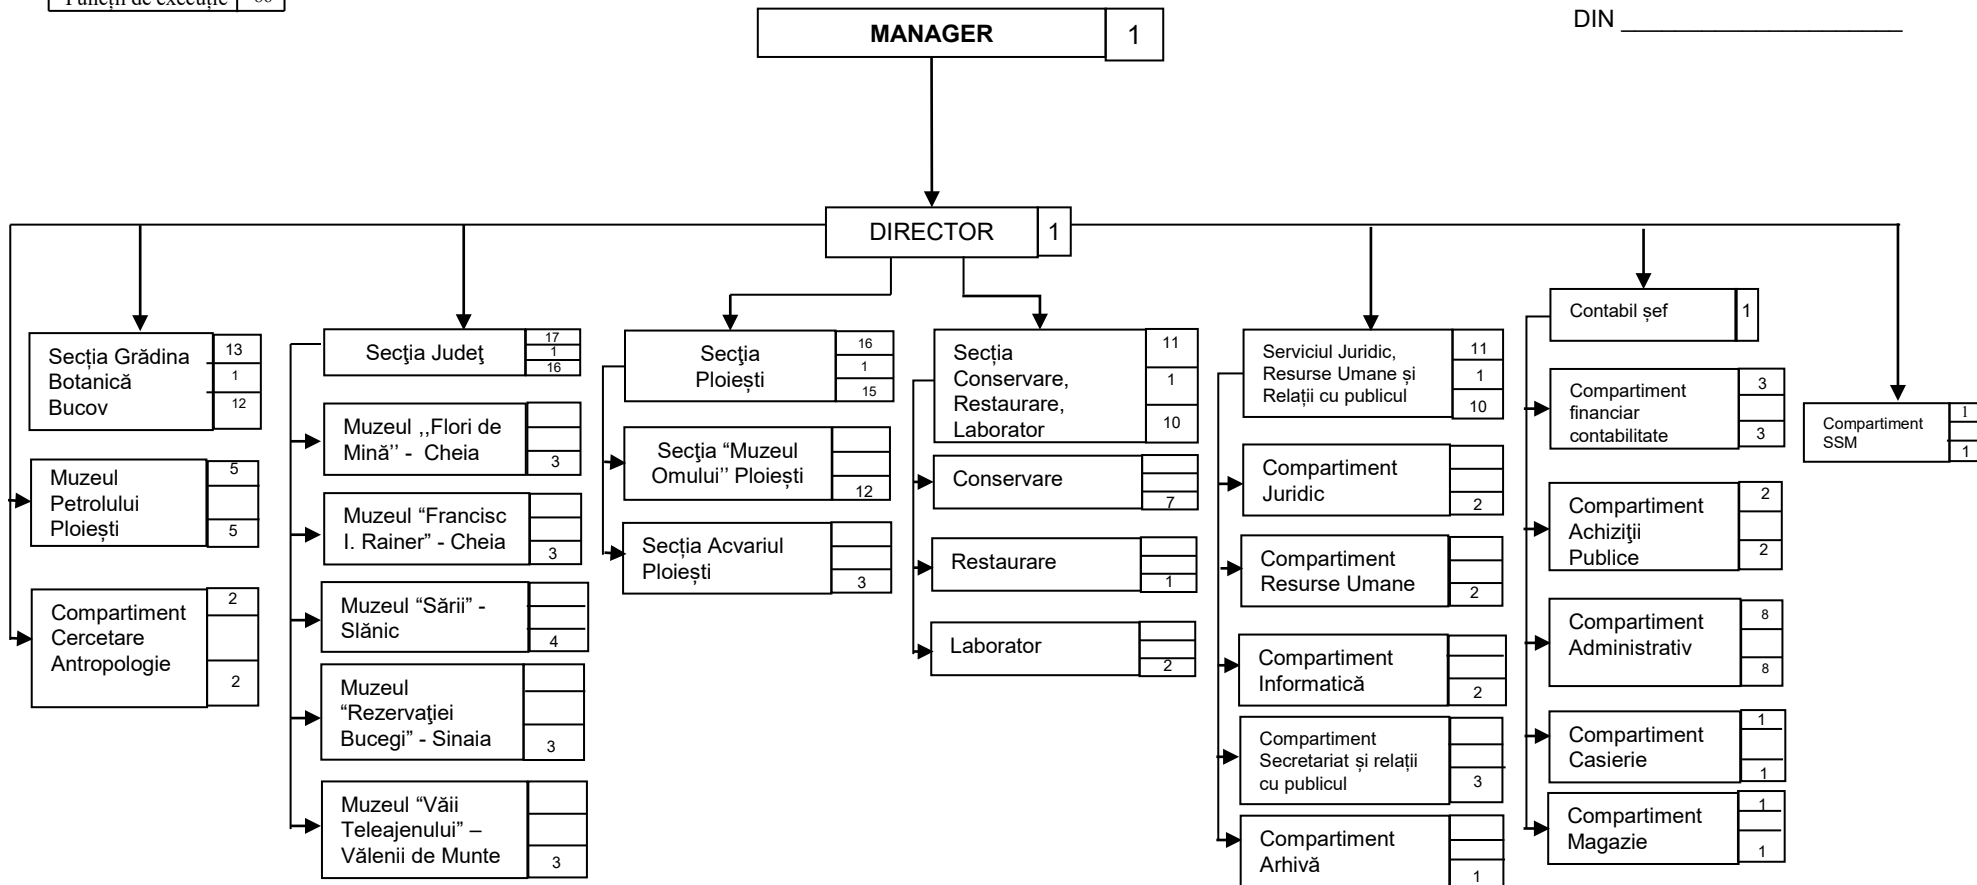 Funcții de execuție
MANAGER 1
DIN _____________________
DIRECTOR 1
Secția Grădina
Botanică
Bucov
13
1
12
Muzeul
Petrolului
Ploiești
5
5
Compartiment
Cercetare
Antropologie
2
2
Secţia Judeţ
17
1
16
Muzeul ,,Flori de
Mină’’ - Cheia
3
Muzeul “Francisc
I. Rainer” - Cheia
3
Muzeul “Sării” -
Slănic
4
Muzeul
“Rezervaţiei
Bucegi” - Sinaia
3
Muzeul “Văii
Teleajenului” –
Vălenii de Munte
3
Secţia
Ploiești
16
1
15
Secţia “Muzeul
Omului’’ Ploiești
12
Secția Acvariul
Ploiești
3
Secția
Conservare,
Restaurare,
Laborator
11
1
10
Conservare
7
Restaurare
1
Laborator
2
Serviciul Juridic,
Resurse Umane și
Relații cu publicul
11
1
10
Compartiment
Juridic
2
Compartiment
Resurse Umane
2
Compartiment
Informatică
2
Compartiment
Secretariat și relații
cu publicul
3
Compartiment
Arhivă
1
Contabil șef 1
Compartiment
financiar
contabilitate
3
3
Compartiment
Achiziţii
Publice
2
2
Compartiment
Administrativ
8
8
Compartiment
Casierie
1
1
Compartiment
Magazie
1
1
Compartiment
SSM
1
1